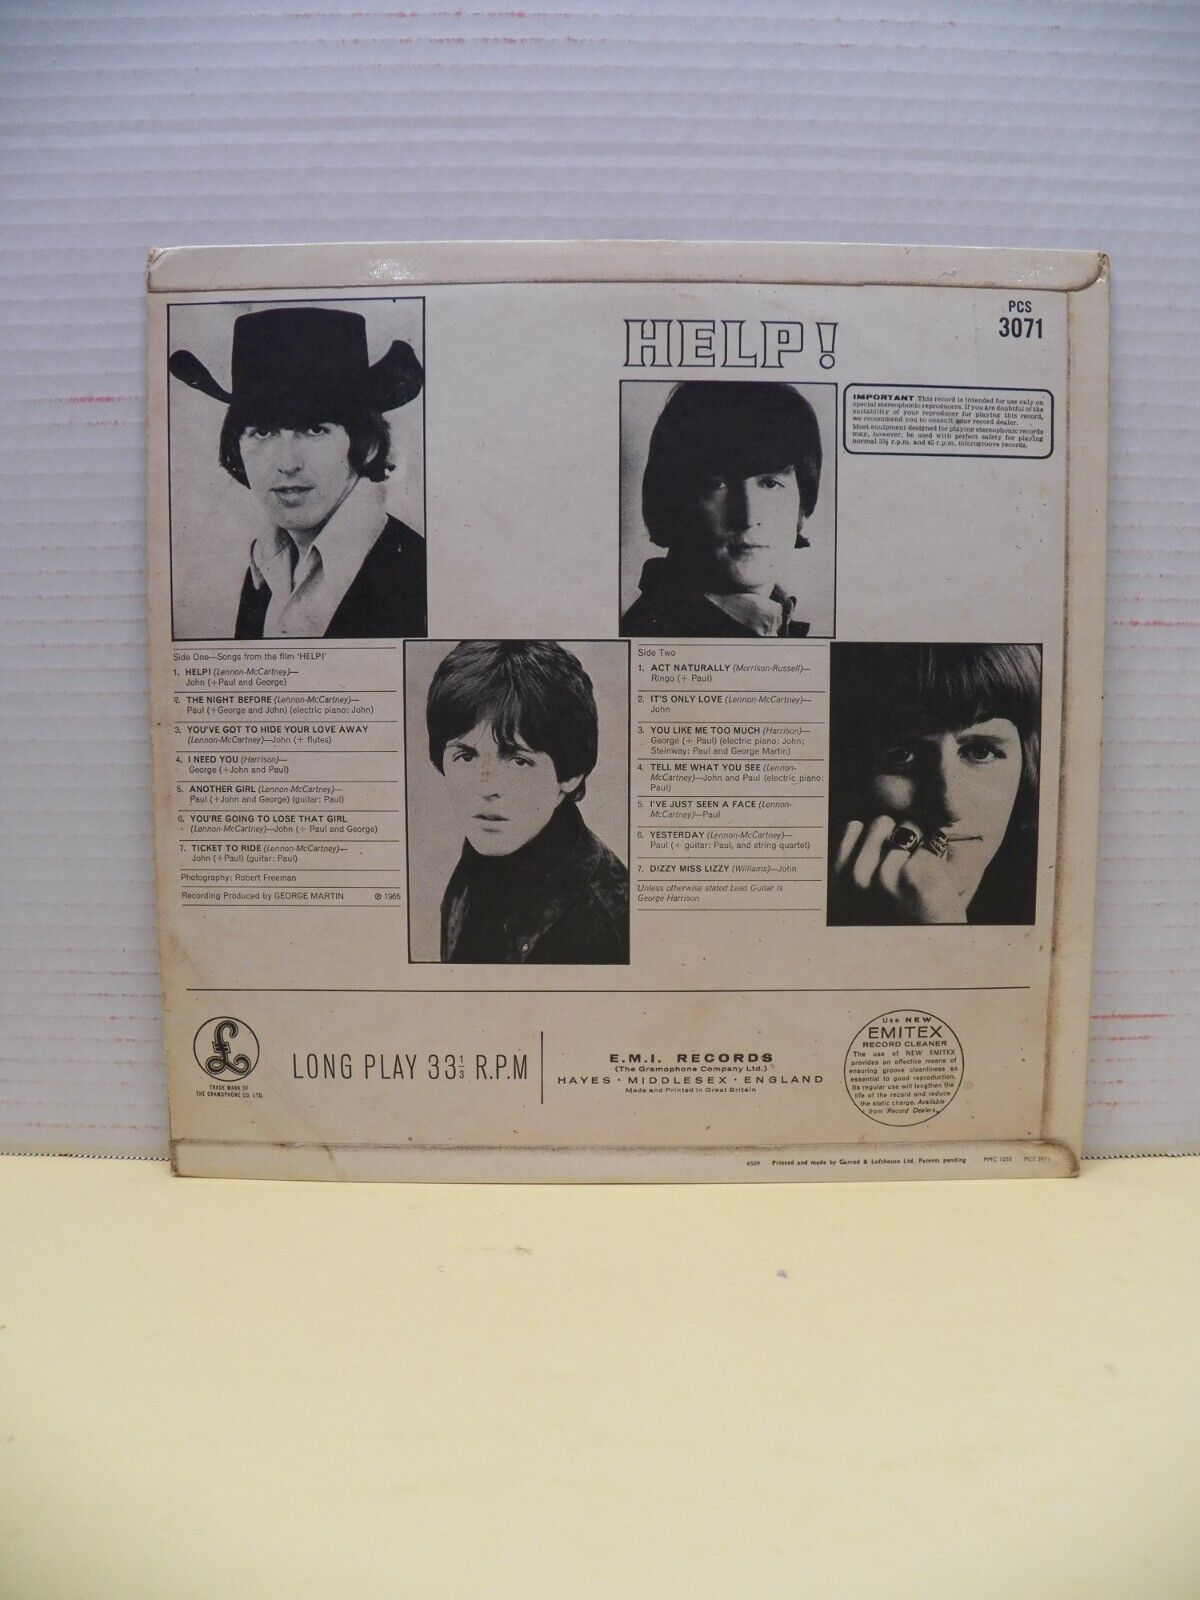 PCS
3071
HELP!
IMPORTANT This record is intended for use only on
special stereophonic reproducers. If you are doubtful of the
suitability of your reproducer for playing this record,
we recommend you to consult your record dealer.
Most equipment designed for playing stereophonic records
may, however, be used with perfect safety for playing
normal 33⅓ r.p.m. and 45 r.p.m. microgroove records.
Side One—Songs from the film 'HELP!'
1. HELP! (Lennon-McCartney)—
John (+Paul and George)
2. THE NIGHT BEFORE (Lennon-McCartney)—
Paul (+George and John) (electric piano: John)
3. YOU'VE GOT TO HIDE YOUR LOVE AWAY
(Lennon-McCartney)—John (+ flutes)
4. I NEED YOU (Harrison)—
George (+John and Paul)
5. ANOTHER GIRL (Lennon-McCartney)—
Paul (+John and George) (guitar: Paul)
6. YOU'RE GOING TO LOSE THAT GIRL
(Lennon-McCartney)—John (+ Paul and George)
7. TICKET TO RIDE (Lennon-McCartney)—
John (+Paul) (guitar: Paul)
Photography: Robert Freeman
Recording Produced by GEORGE MARTIN ℗ 1965
Side Two
1. ACT NATURALLY (Morrison-Russell)—
Ringo (+ Paul)
2. IT'S ONLY LOVE (Lennon-McCartney)—
John
3. YOU LIKE ME TOO MUCH (Harrison)—
George (+ Paul) (electric piano: John;
Steinway: Paul and George Martin)
4. TELL ME WHAT YOU SEE (Lennon-
McCartney)—John and Paul (electric piano:
Paul)
5. I'VE JUST SEEN A FACE (Lennon-
McCartney)—Paul
6. YESTERDAY (Lennon-McCartney)—
Paul (+ guitar: Paul, and string quartet)
7. DIZZY MISS LIZZY (Williams)—John
Unless otherwise stated Lead Guitar is
George Harrison
£
TRADE MARK OF
THE GRAMOPHONE CO. LTD.
LONG PLAY 33⅓ R.P.M
E.M.I. RECORDS
(The Gramophone Company Ltd.)
HAYES · MIDDLESEX · ENGLAND
Made and Printed in Great Britain
Use NEW
EMITEX
RECORD CLEANER
The use of NEW EMITEX
provides an effective means of
ensuring groove cleanliness so
essential to good reproduction.
Its regular use will lengthen the
life of the record and reduce
the static charge. Available
from Record Dealers.
6509 Printed and made by Garrod & Lofthouse Ltd. Patents pending PMC 1255 PCS 3071